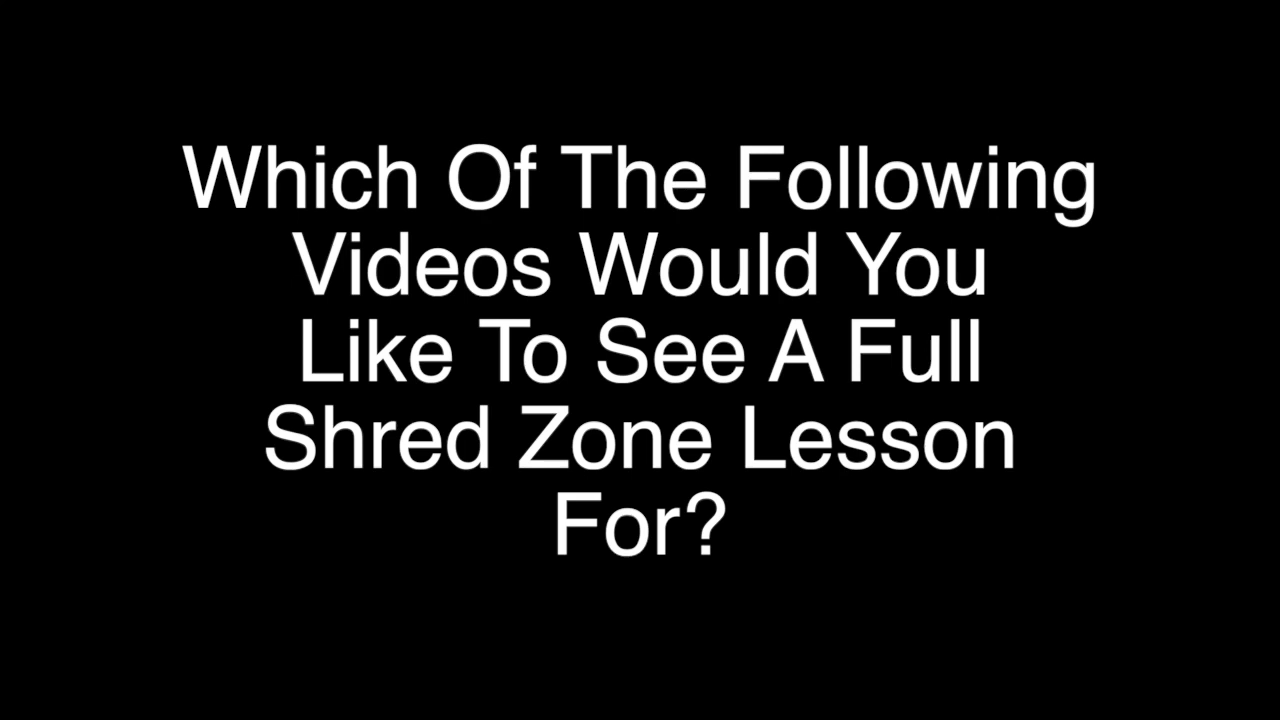 Which Of The Following
Videos Would You
Like To See A Full
Shred Zone Lesson
For?